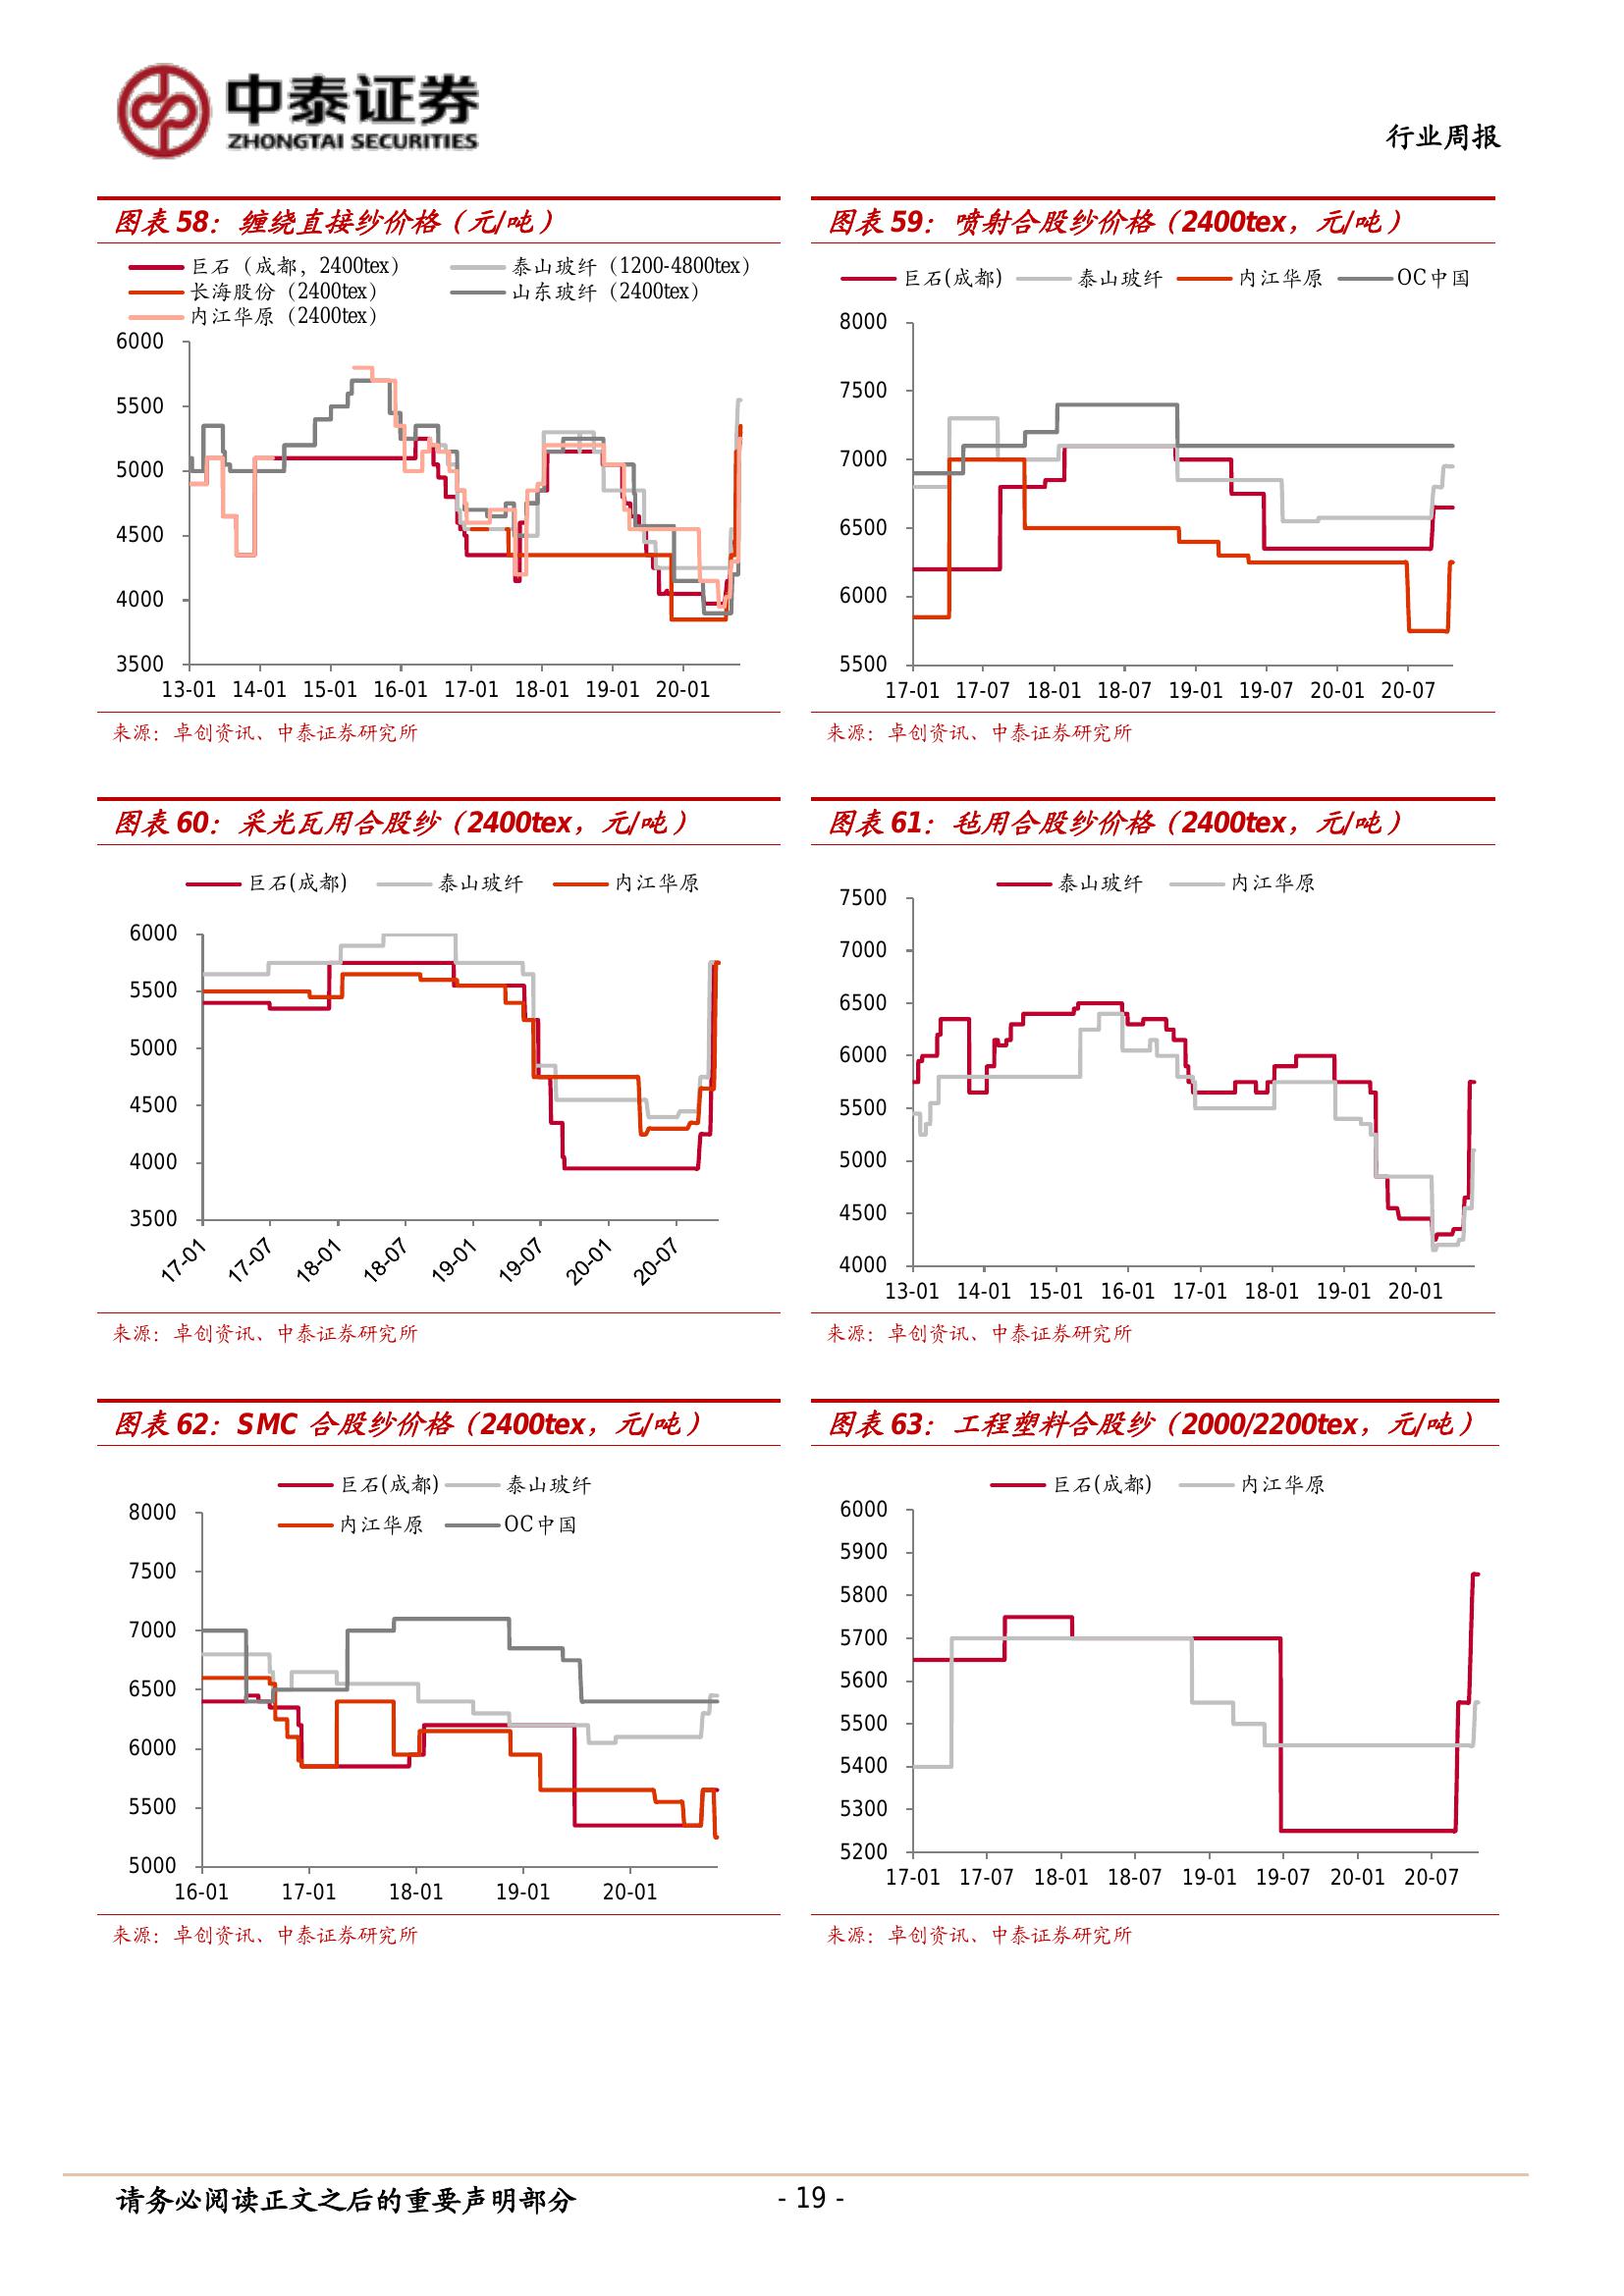 中泰证券
ZHONGTAI SECURITIES
行业周报
图表 58：缠绕直接纱价格（元/吨）
巨石（成都，2400tex）
泰山玻纤（1200-4800tex）
长海股份（2400tex）
山东玻纤（2400tex）
内江华原（2400tex）
6000
5500
5000
4500
4000
3500
13-01 14-01 15-01 16-01 17-01 18-01 19-01 20-01
来源：卓创资讯、中泰证券研究所
图表 59：喷射合股纱价格（2400tex，元/吨）
巨石(成都) 泰山玻纤 内江华原 OC中国
8000
7500
7000
6500
6000
5500
17-01 17-07 18-01 18-07 19-01 19-07 20-01 20-07
来源：卓创资讯、中泰证券研究所
图表 60：采光瓦用合股纱（2400tex，元/吨）
巨石(成都) 泰山玻纤 内江华原
6000
5500
5000
4500
4000
3500
17-01 17-07 18-01 18-07 19-01 19-07 20-01 20-07
来源：卓创资讯、中泰证券研究所
图表 61：毡用合股纱价格（2400tex，元/吨）
泰山玻纤 内江华原
7500
7000
6500
6000
5500
5000
4500
4000
13-01 14-01 15-01 16-01 17-01 18-01 19-01 20-01
来源：卓创资讯、中泰证券研究所
图表 62：SMC 合股纱价格（2400tex，元/吨）
巨石(成都) 泰山玻纤
内江华原 OC中国
8000
7500
7000
6500
6000
5500
5000
16-01 17-01 18-01 19-01 20-01
来源：卓创资讯、中泰证券研究所
图表 63：工程塑料合股纱（2000/2200tex，元/吨）
巨石(成都) 内江华原
6000
5900
5800
5700
5600
5500
5400
5300
5200
17-01 17-07 18-01 18-07 19-01 19-07 20-01 20-07
来源：卓创资讯、中泰证券研究所
请务必阅读正文之后的重要声明部分
- 19 -